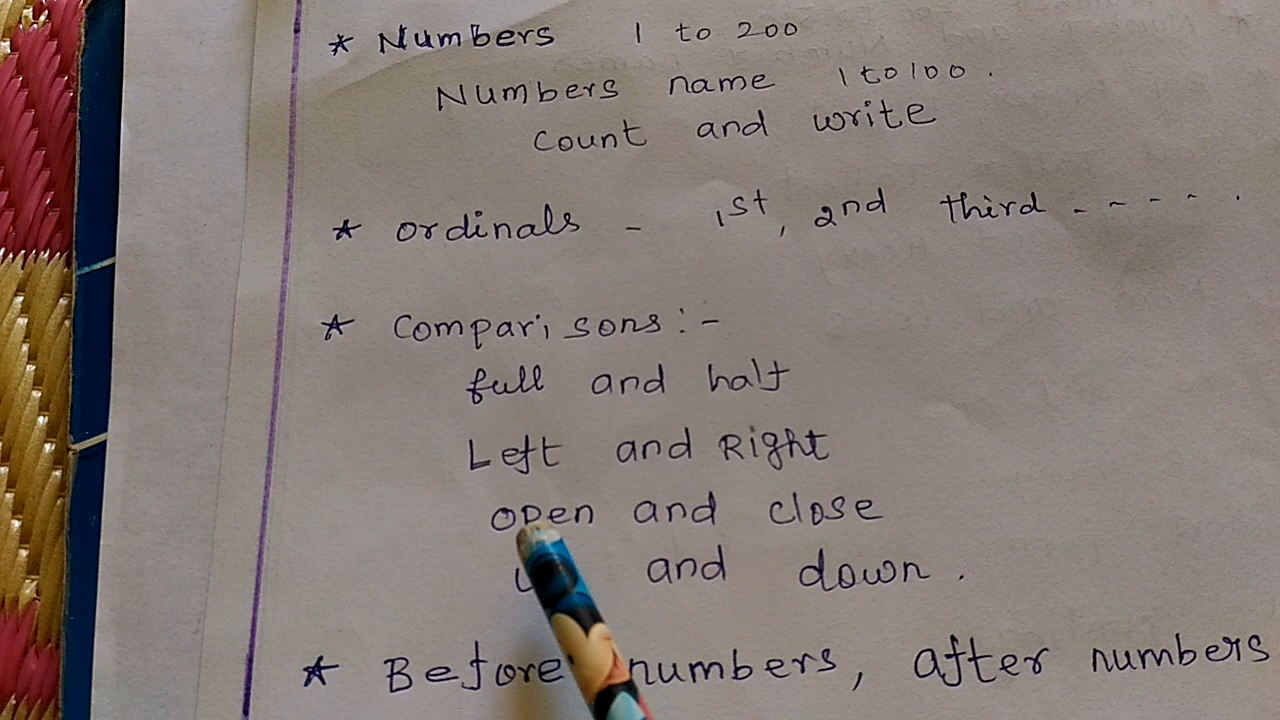 * Numbers 1 to 200
Numbers name 1 to 100.
count and write
* ordinals - 1st, 2nd third - - - - .
* Comparisons :-
full and half
Left and Right
open and close
and down.
* Before numbers, after numbers